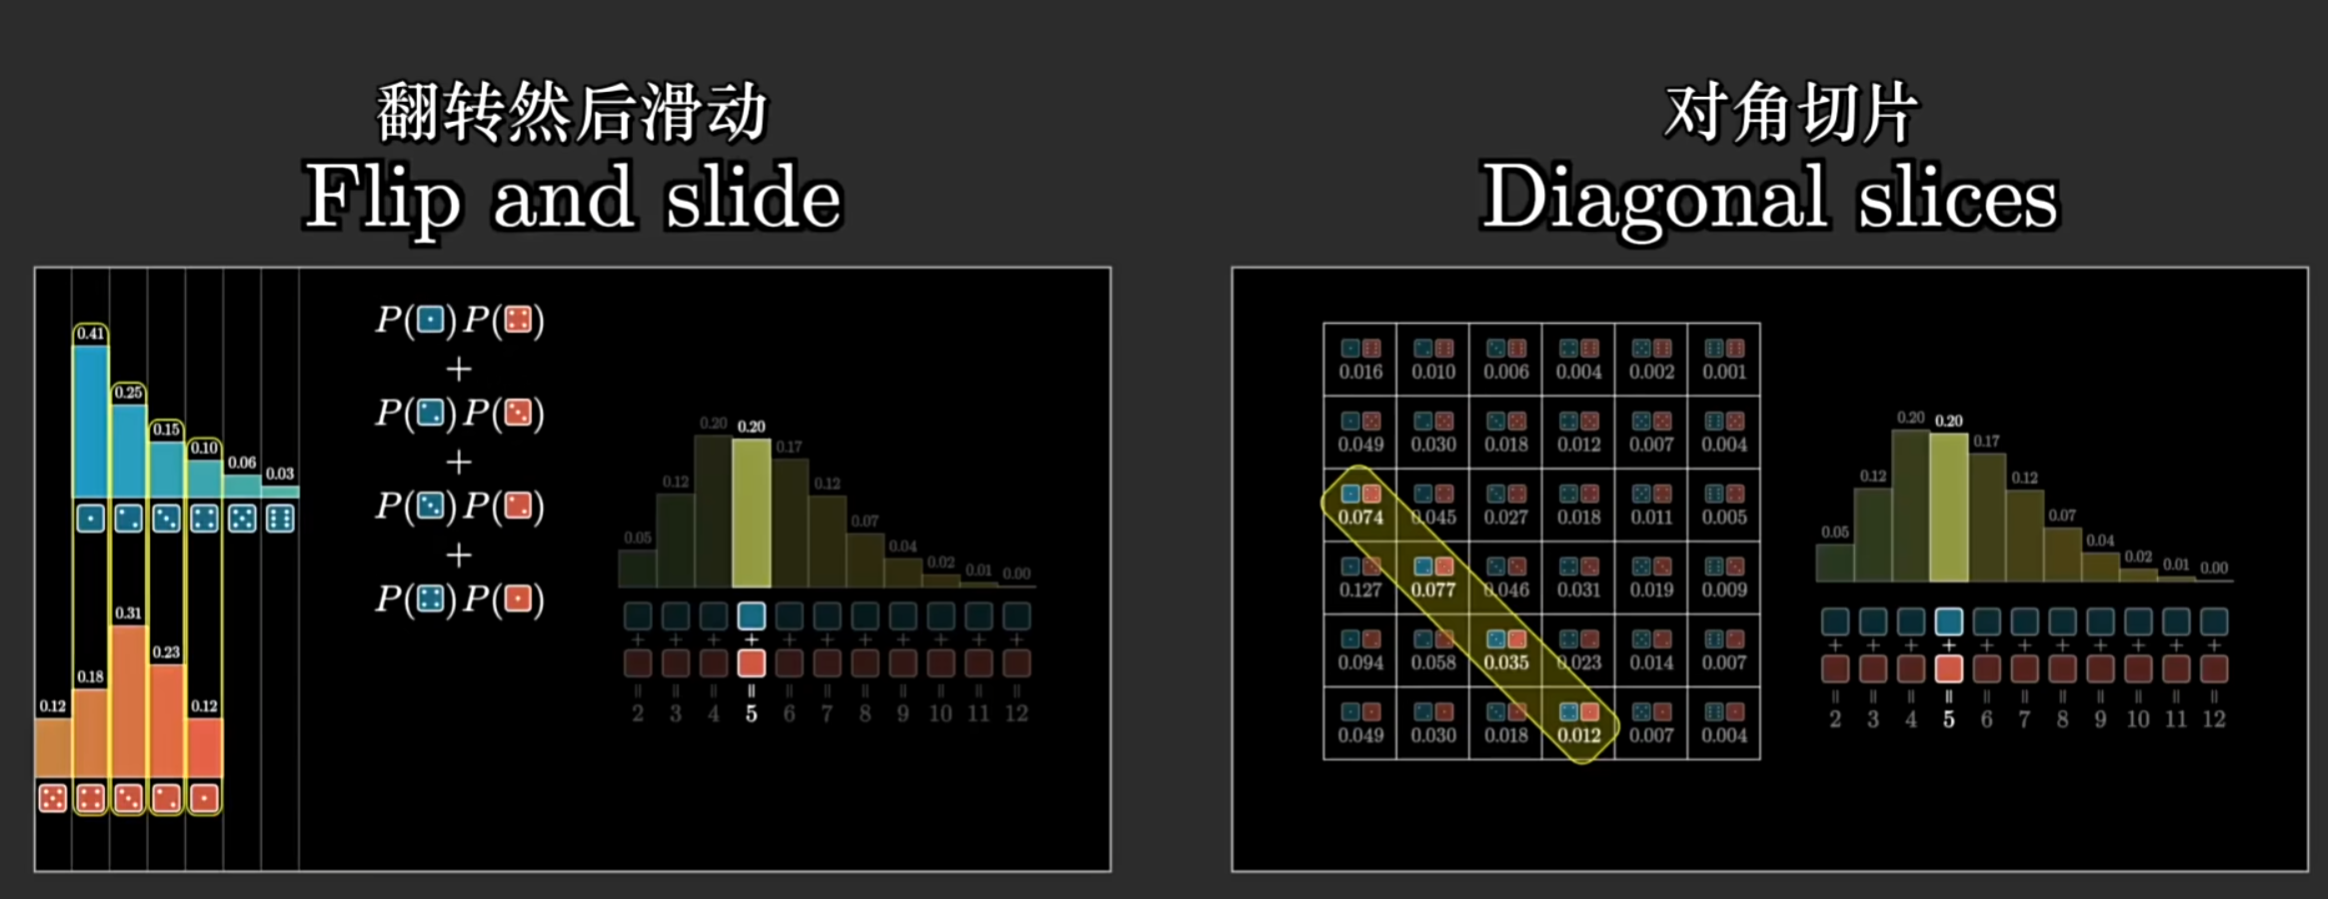 翻转然后滑动
Flip and slide
0.41
0.25
0.15
0.10
0.06
0.03
0.31
0.23
0.18
0.12
0.12
P( )P( )
+
P( )P( )
+
P( )P( )
+
P( )P( )
0.05 0.12 0.20 0.20 0.17 0.12 0.07 0.04 0.02 0.01 0.00
+ + + + + + + + + + +
= = = = = = = = = = =
2 3 4 5 6 7 8 9 10 11 12
对角切片
Diagonal slices
0.016 0.010 0.006 0.004 0.002 0.001
0.049 0.030 0.018 0.012 0.007 0.004
0.074 0.045 0.027 0.018 0.011 0.005
0.127 0.077 0.046 0.031 0.019 0.009
0.094 0.058 0.035 0.023 0.014 0.007
0.049 0.030 0.018 0.012 0.007 0.004
0.05 0.12 0.20 0.20 0.17 0.12 0.07 0.04 0.02 0.01 0.00
+ + + + + + + + + + +
= = = = = = = = = = =
2 3 4 5 6 7 8 9 10 11 12